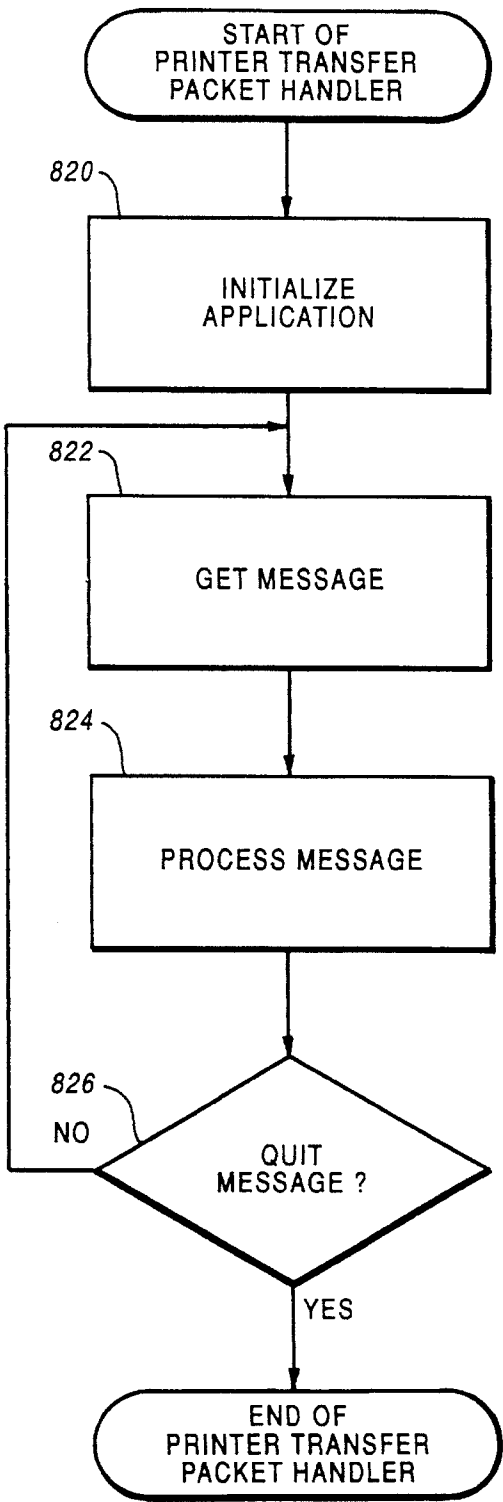 START OF
PRINTER TRANSFER
PACKET HANDLER
820
INITIALIZE
APPLICATION
822
GET MESSAGE
824
PROCESS MESSAGE
826
NO
QUIT
MESSAGE ?
YES
END OF
PRINTER TRANSFER
PACKET HANDLER